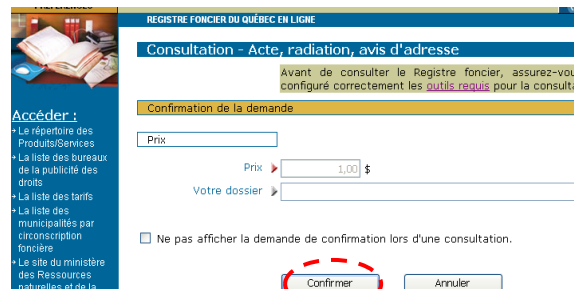 PRÉFÉRENCES
REGISTRE FONCIER DU QUÉBEC EN LIGNE
Consultation - Acte, radiation, avis d'adresse
Avant de consulter le Registre foncier, assurez-vou
configuré correctement les outils requis pour la consulta
Confirmation de la demande
Prix
Prix 1,00 $
Votre dossier
Ne pas afficher la demande de confirmation lors d'une consultation.
Confirmer Annuler
Accéder :
Le répertoire des
Produits/Services
La liste des bureaux
de la publicité des
droits
La liste des tarifs
La liste des
municipalités par
circonscription
foncière
Le site du ministère
des Ressources
naturelles et de la